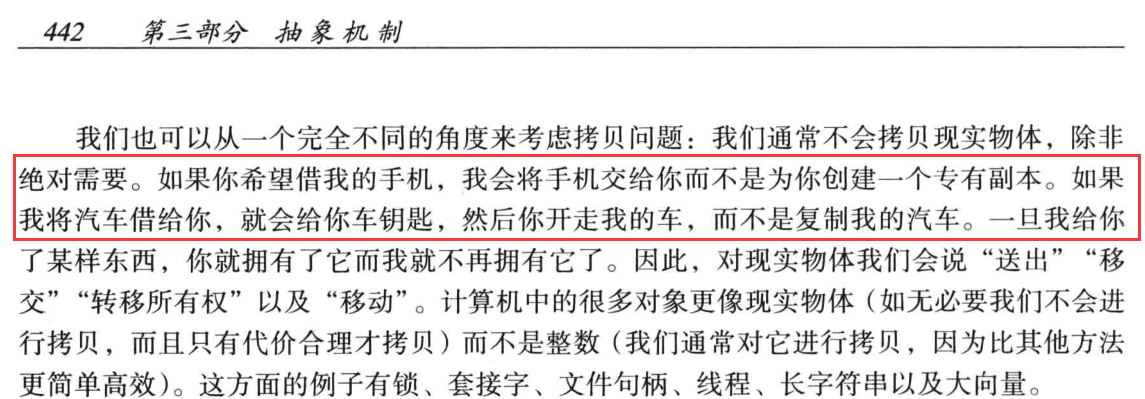 442 第三部分 抽象机制
我们也可以从一个完全不同的角度来考虑拷贝问题：我们通常不会拷贝现实物体，除非
绝对需要。如果你希望借我的手机，我会将手机交给你而不是为你创建一个专有副本。如果
我将汽车借给你，就会给你车钥匙，然后你开走我的车，而不是复制我的汽车。一旦我给你
了某样东西，你就拥有了它而我就不再拥有它了。因此，对现实物体我们会说“送出”“移
交”“转移所有权”以及“移动”。计算机中的很多对象更像现实物体（如无必要我们不会进
行拷贝，而且只有代价合理才拷贝）而不是整数（我们通常对它进行拷贝，因为比其他方法
更简单高效）。这方面的例子有锁、套接字、文件句柄、线程、长字符串以及大向量。